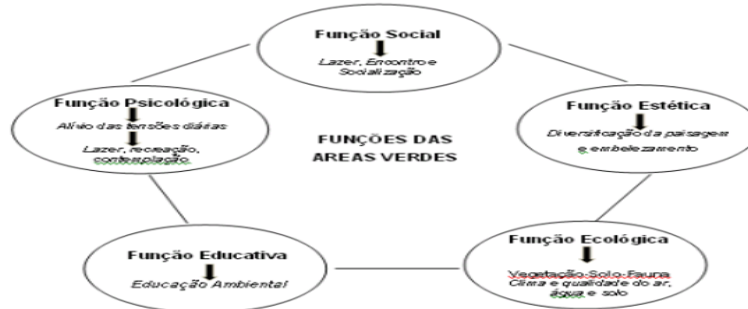 Função Social
Lazer, Encontro e
Socialização
Função Psicológica
Alívio das tensões diárias
Lazer, recreação,
contemplação
Função Estética
Diversificação da paisagem
e embelezamento
FUNÇÕES DAS
AREAS VERDES
Função Educativa
Educação Ambiental
Função Ecológica
Vegetação-Solo-Fauna
Clima e qualidade do ar,
água e solo